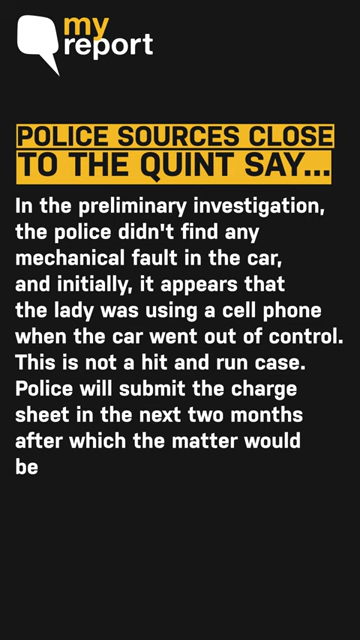 my
report
POLICE SOURCES CLOSE
TO THE QUINT SAY...
In the preliminary investigation,
the police didn't find any
mechanical fault in the car,
and initially, it appears that
the lady was using a cell phone
when the car went out of control.
This is not a hit and run case.
Police will submit the charge
sheet in the next two months
after which the matter would
be